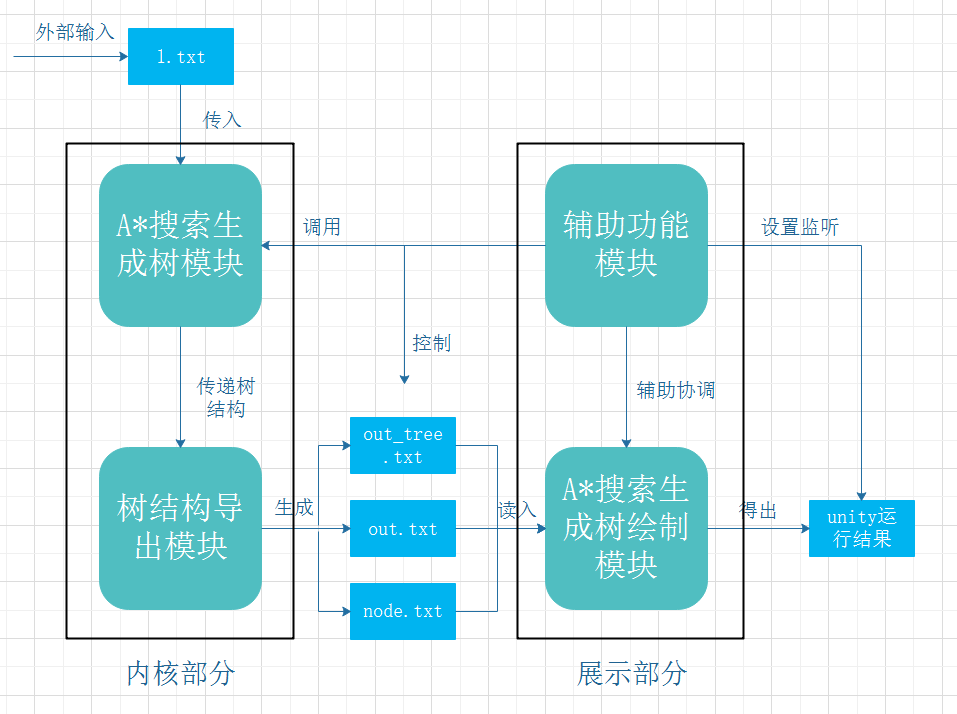 外部输入
1.txt
传入
A*搜索生
成树模块
调用
辅助功能
模块
设置监听
控制
传递树
结构
辅助协调
out_tree
.txt
树结构导
出模块
生成
out.txt
读入
A*搜索生
成树绘制
模块
得出
unity运
行结果
node.txt
内核部分
展示部分